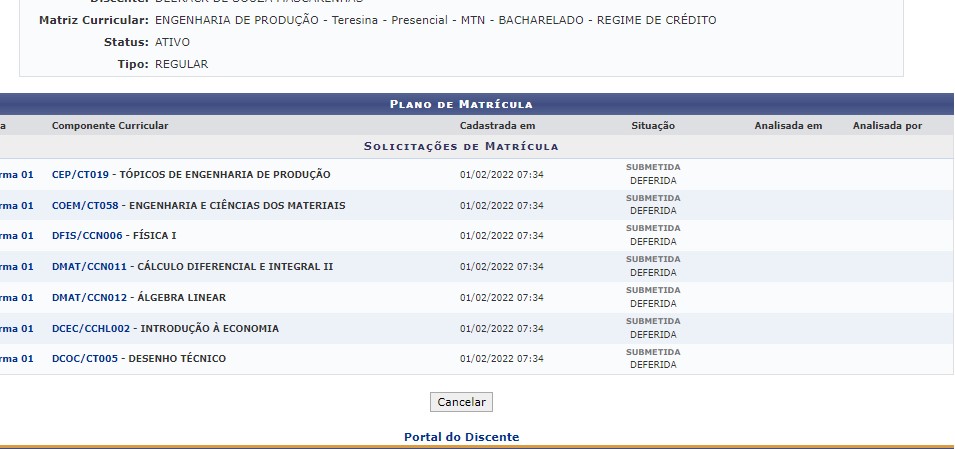 Matriz Curricular: ENGENHARIA DE PRODUÇÃO - Teresina - Presencial - MTN - BACHARELADO - REGIME DE CRÉDITO
Status: ATIVO
Tipo: REGULAR
PLANO DE MATRÍCULA
a Componente Curricular Cadastrada em Situação Analisada em Analisada por
SOLICITAÇÕES DE MATRÍCULA
rma 01 CEP/CT019 - TÓPICOS DE ENGENHARIA DE PRODUÇÃO 01/02/2022 07:34 SUBMETIDA
DEFERIDA
rma 01 COEM/CT058 - ENGENHARIA E CIÊNCIAS DOS MATERIAIS 01/02/2022 07:34 SUBMETIDA
DEFERIDA
rma 01 DFIS/CCN006 - FÍSICA I 01/02/2022 07:34 SUBMETIDA
DEFERIDA
rma 01 DMAT/CCN011 - CÁLCULO DIFERENCIAL E INTEGRAL II 01/02/2022 07:34 SUBMETIDA
DEFERIDA
rma 01 DMAT/CCN012 - ÁLGEBRA LINEAR 01/02/2022 07:34 SUBMETIDA
DEFERIDA
rma 01 DCEC/CCHL002 - INTRODUÇÃO À ECONOMIA 01/02/2022 07:34 SUBMETIDA
DEFERIDA
rma 01 DCOC/CT005 - DESENHO TÉCNICO 01/02/2022 07:34 SUBMETIDA
DEFERIDA
Cancelar
Portal do Discente